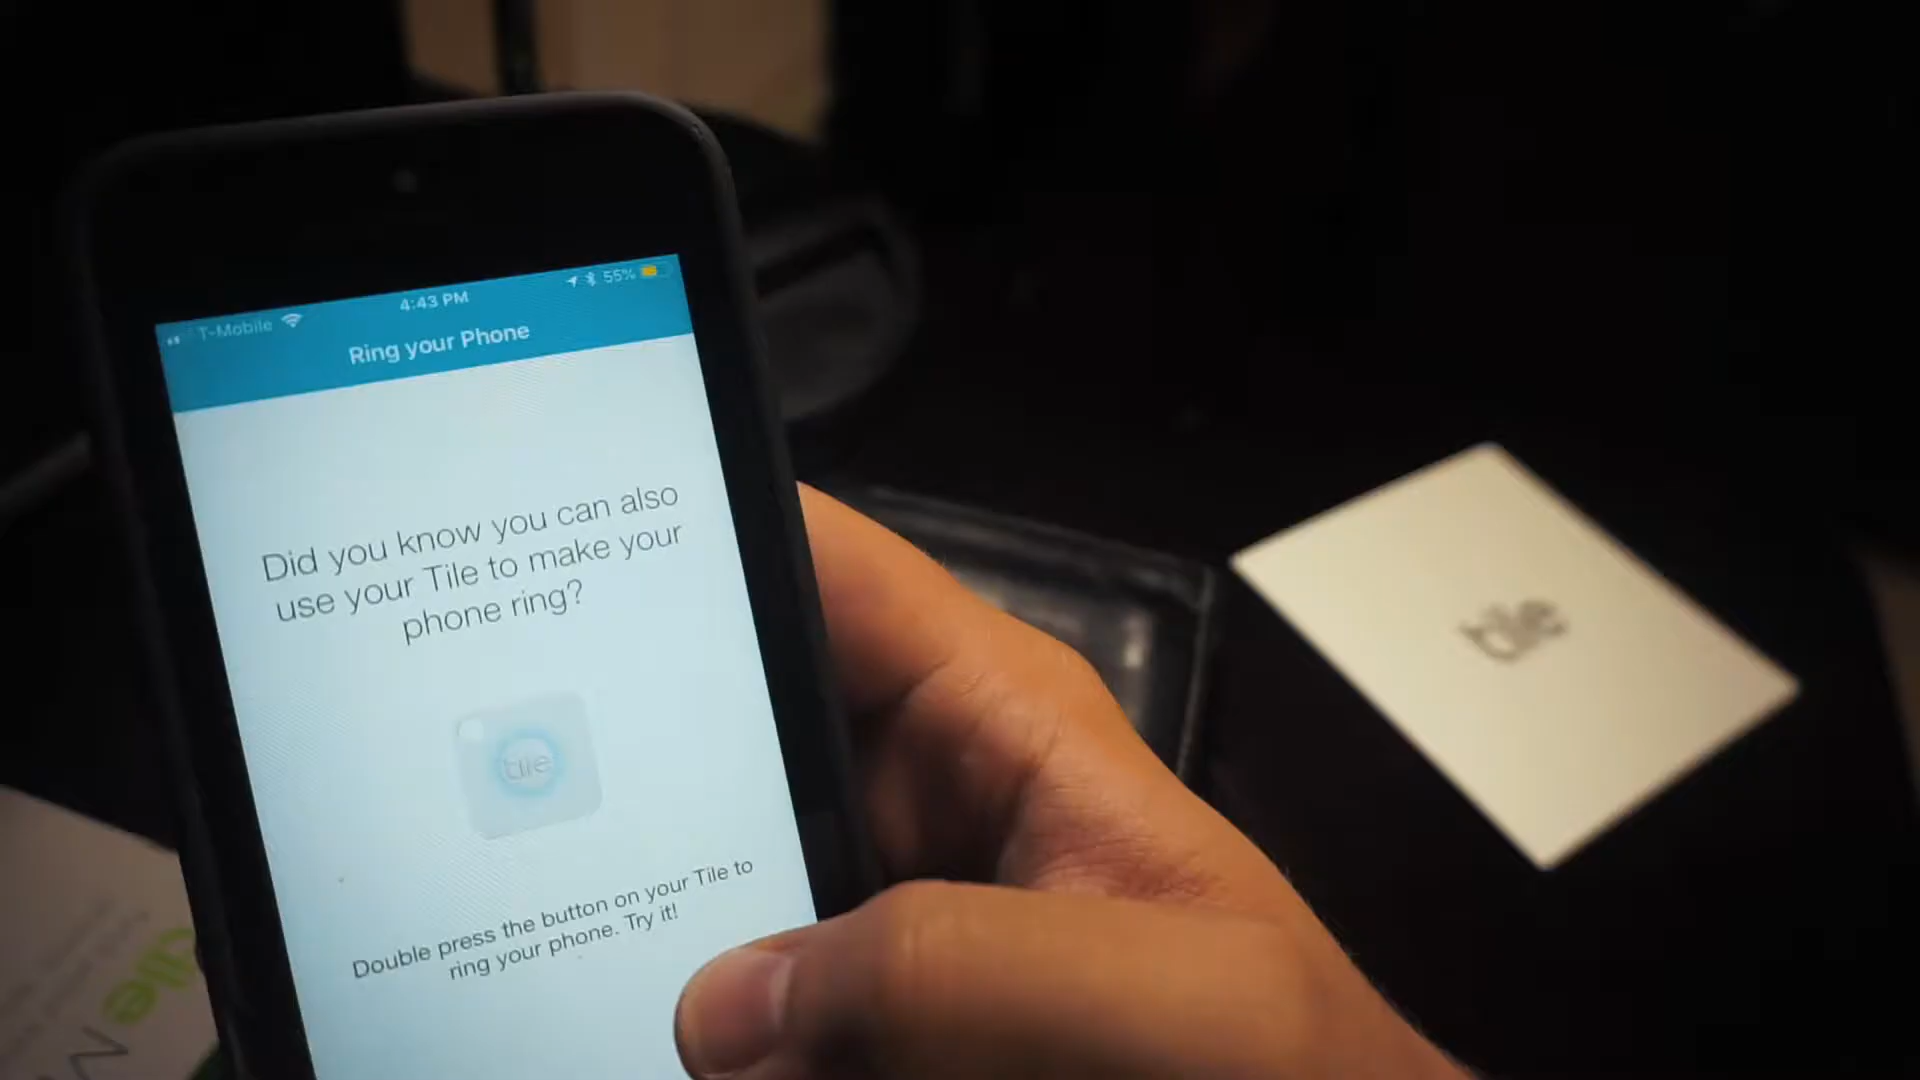 T-Mobile
4:43 PM
55%
Ring your Phone
Did you know you can also
use your Tile to make your
phone ring?
tile
Double press the button on your Tile to
ring your phone. Try it!
tile
tile